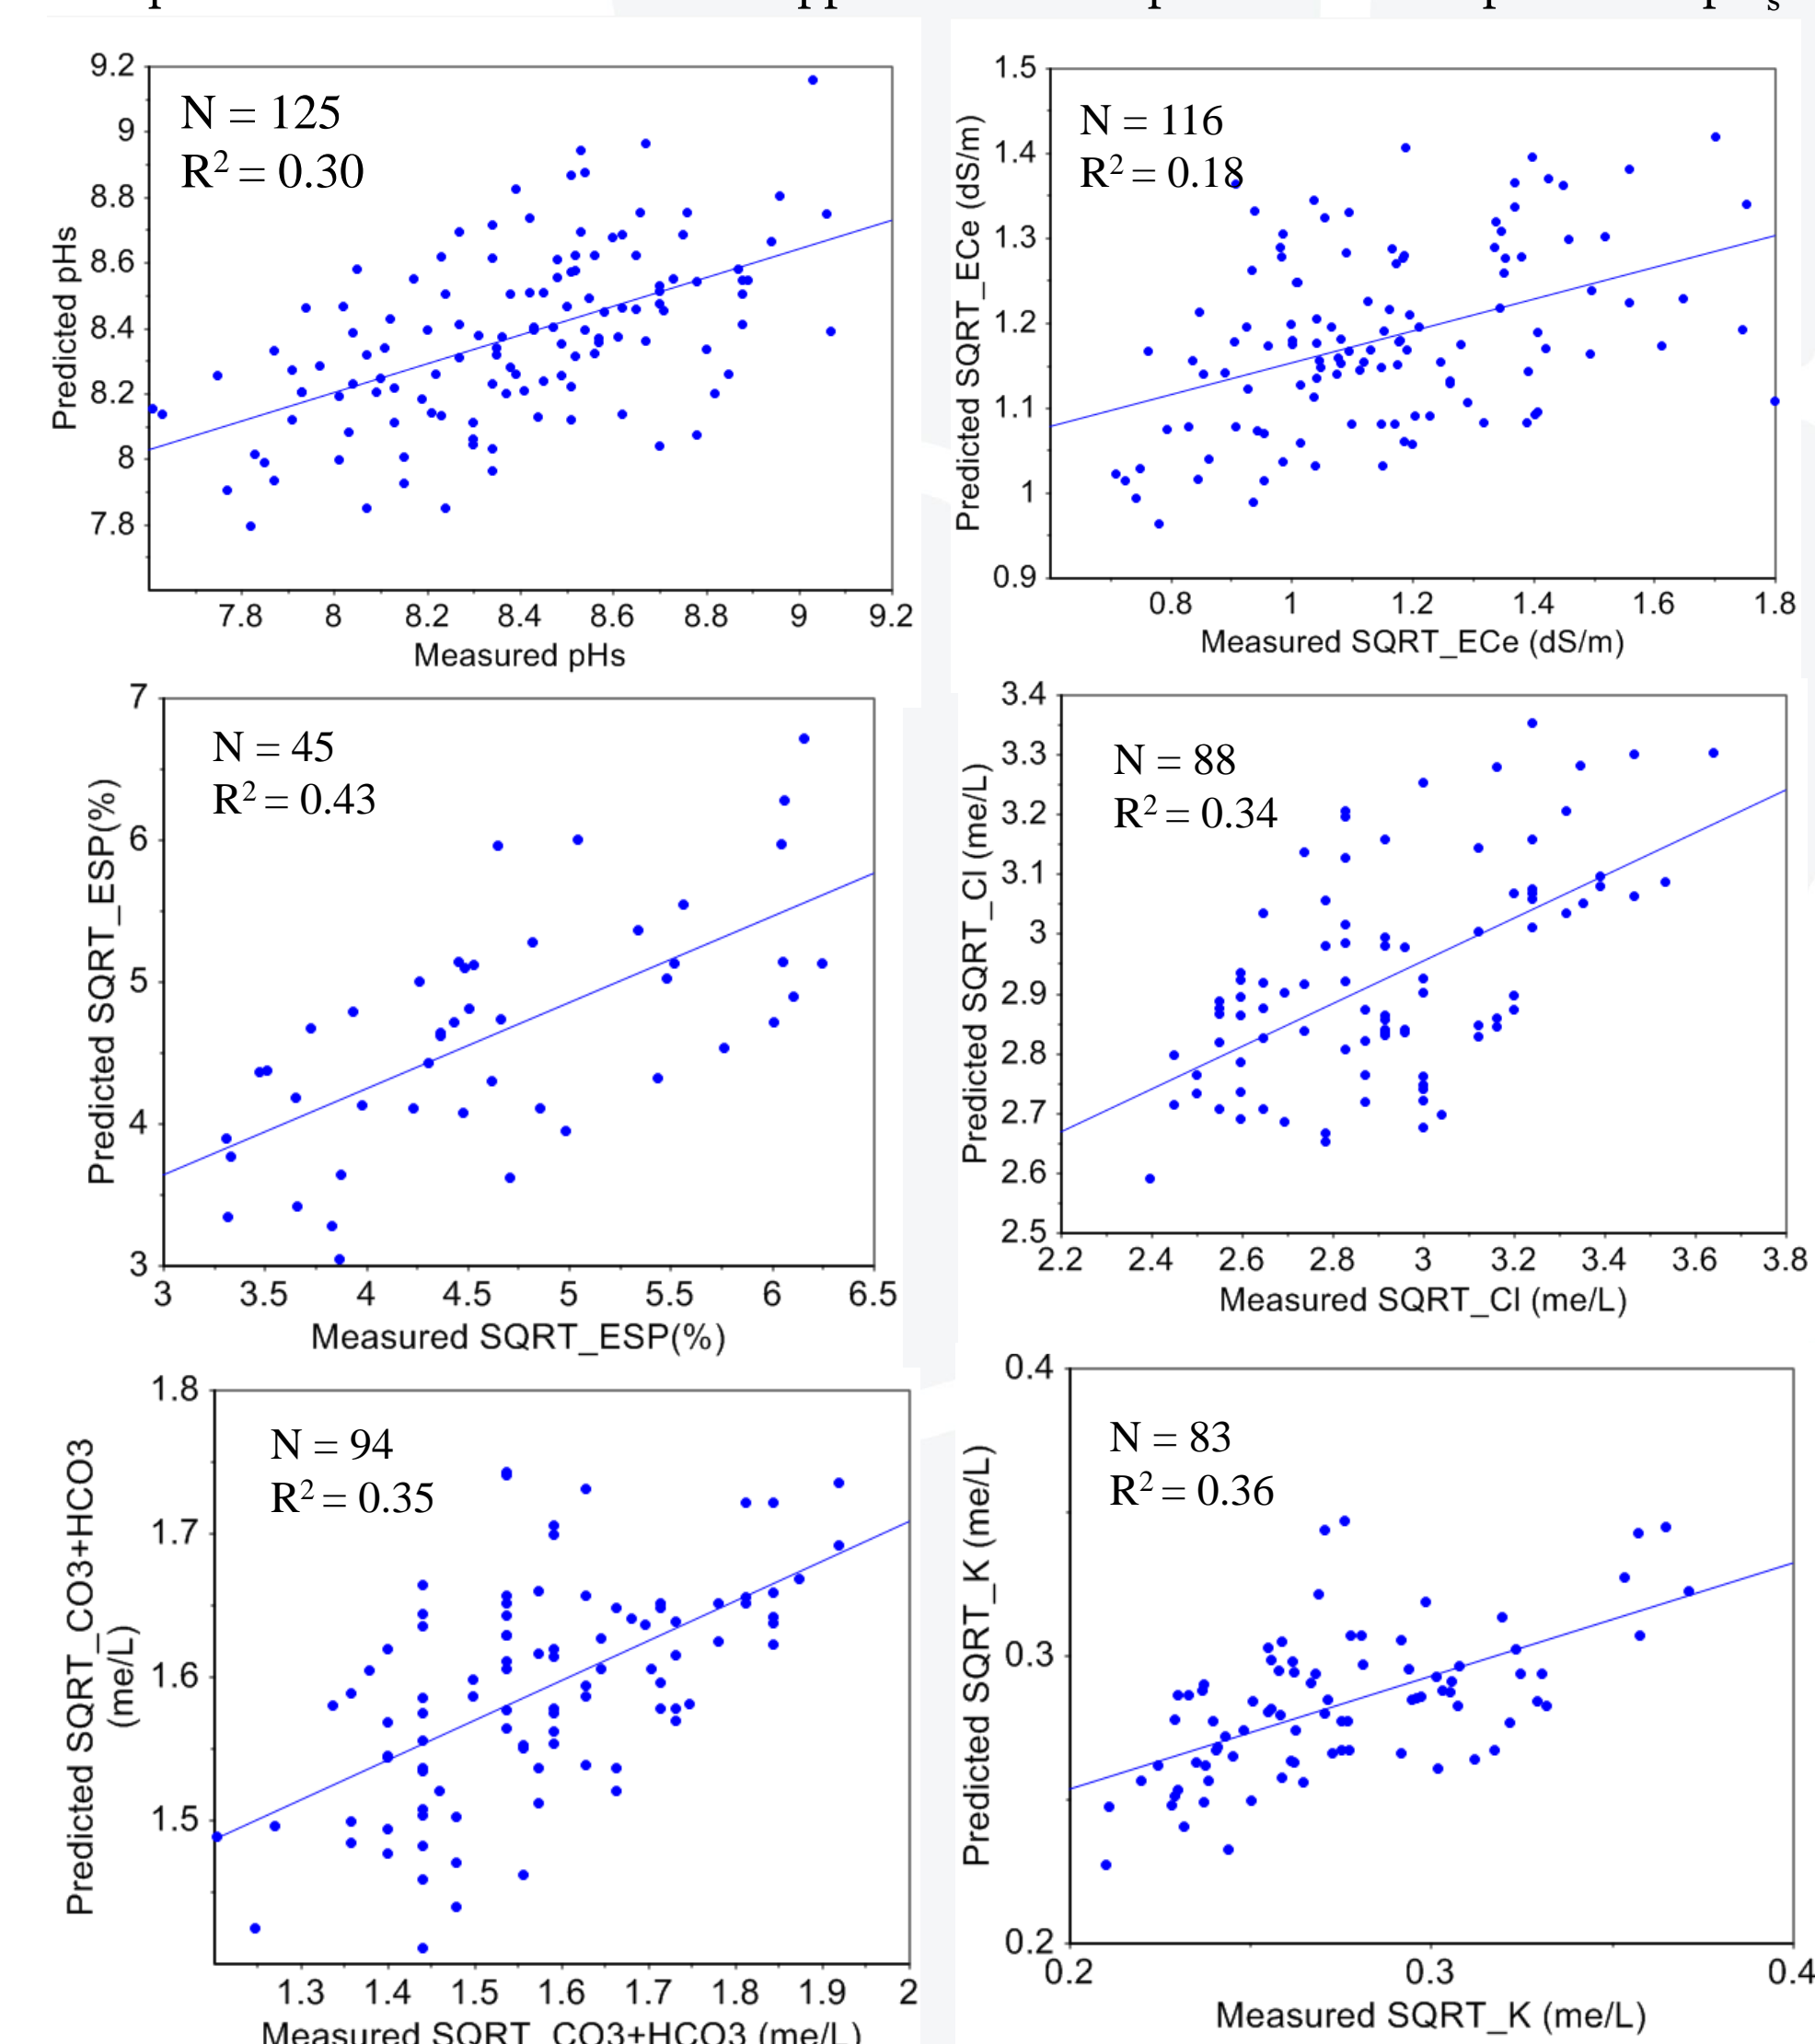 N = 125
R² = 0.30
9.2
9
8.8
8.6
8.4
8.2
8
7.8
Predicted pHs
7.8 8 8.2 8.4 8.6 8.8 9 9.2
Measured pHs
N = 116
R² = 0.18
1.5
1.4
1.3
1.2
1.1
1
0.9
Predicted SQRT_ECe (dS/m)
0.8 1 1.2 1.4 1.6 1.8
Measured SQRT_ECe (dS/m)
N = 45
R² = 0.43
7
6
5
4
3
Predicted SQRT_ESP(%)
3 3.5 4 4.5 5 5.5 6 6.5
Measured SQRT_ESP(%)
N = 88
R² = 0.34
3.4
3.3
3.2
3.1
3
2.9
2.8
2.7
2.6
2.5
Predicted SQRT_Cl (me/L)
2.2 2.4 2.6 2.8 3 3.2 3.4 3.6 3.8
Measured SQRT_Cl (me/L)
N = 94
R² = 0.35
1.8
1.7
1.6
1.5
Predicted SQRT_CO3+HCO3
(me/L)
1.3 1.4 1.5 1.6 1.7 1.8 1.9 2
Measured SQRT_CO3+HCO3 (me/L)
N = 83
R² = 0.36
0.4
0.3
0.2
Predicted SQRT_K (me/L)
0.2 0.3 0.4
Measured SQRT_K (me/L)